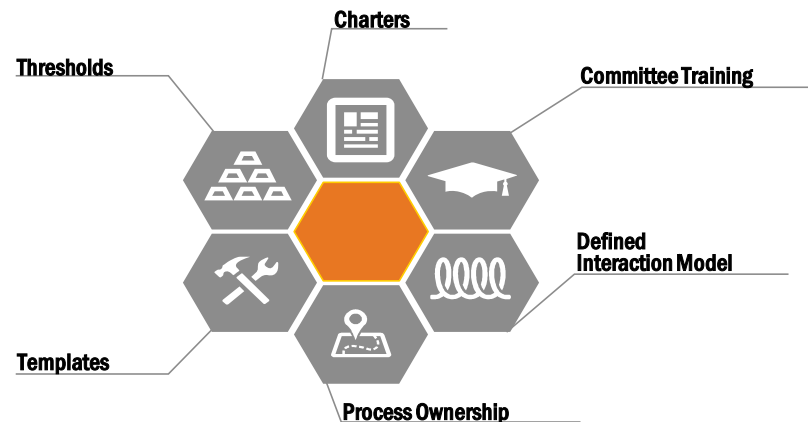 Charters
Thresholds
Committee Training
Defined
Interaction Model
Templates
Process Ownership